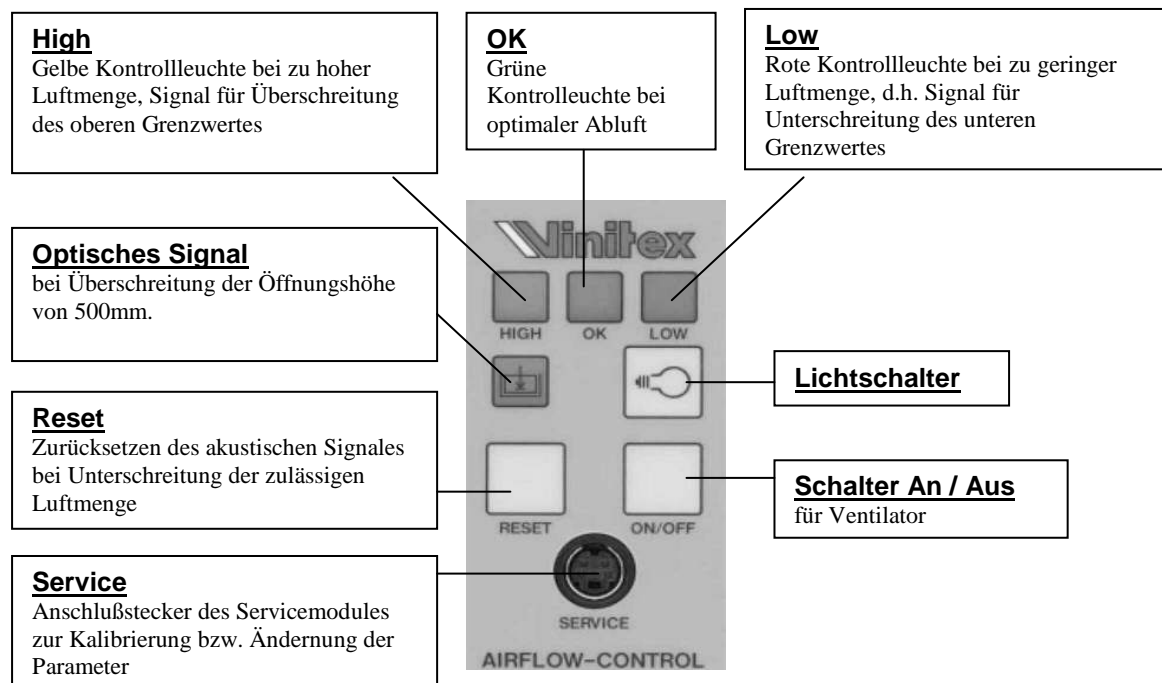 High
Gelbe Kontrollleuchte bei zu hoher
Luftmenge, Signal für Überschreitung
des oberen Grenzwertes
OK
Grüne
Kontrolleuchte bei
optimaler Abluft
Low
Rote Kontrollleuchte bei zu geringer
Luftmenge, d.h. Signal für
Unterschreitung des unteren
Grenzwertes
Optisches Signal
bei Überschreitung der Öffnungshöhe
von 500mm.
Reset
Zurücksetzen des akustischen Signales
bei Unterschreitung der zulässigen
Luftmenge
Service
Anschlußstecker des Servicemodules
zur Kalibrierung bzw. Ändernung der
Parameter
Vinitex
HIGH OK LOW
RESET ON/OFF
SERVICE
AIRFLOW-CONTROL
Lichtschalter
Schalter An / Aus
für Ventilator